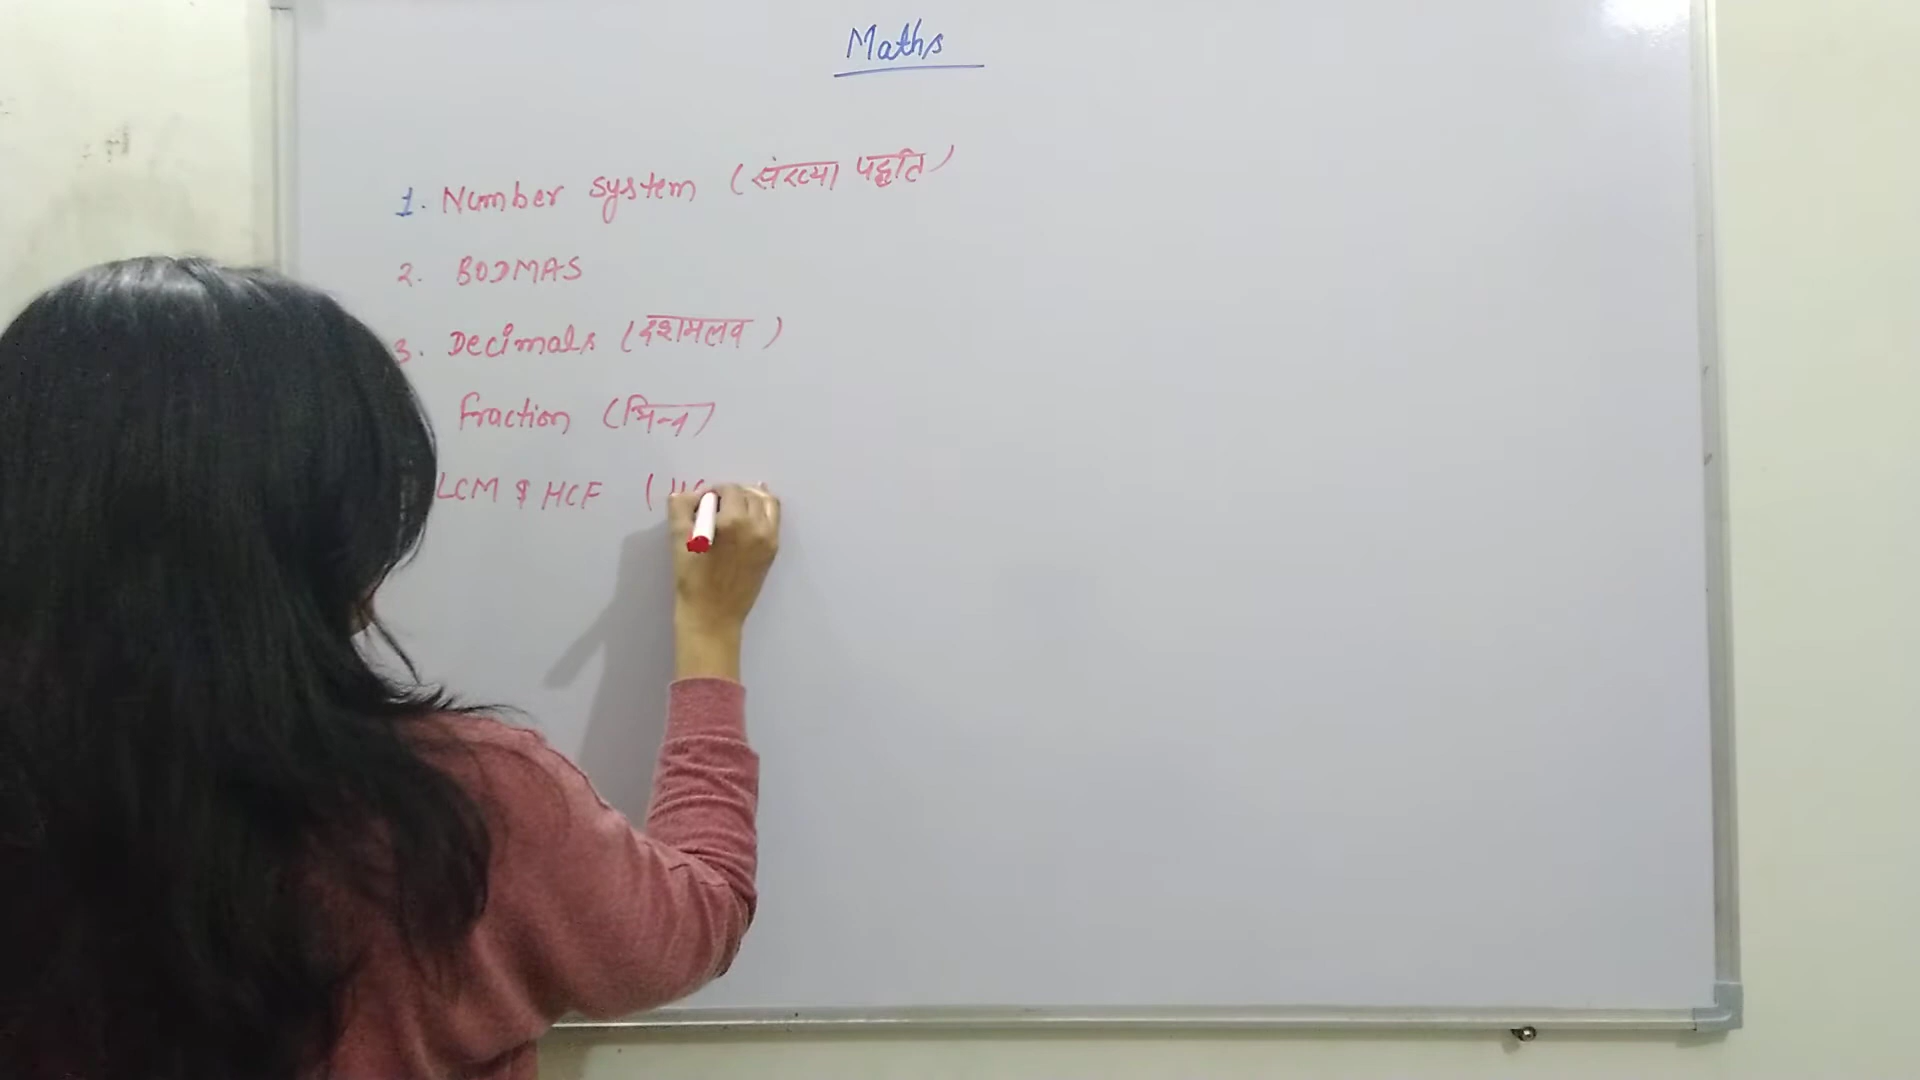 Maths
1. Number system (संख्या पद्धति)
2. BODMAS
3. Decimals (दशमलव)
Fraction (भिन्न)
LCM & HCF (